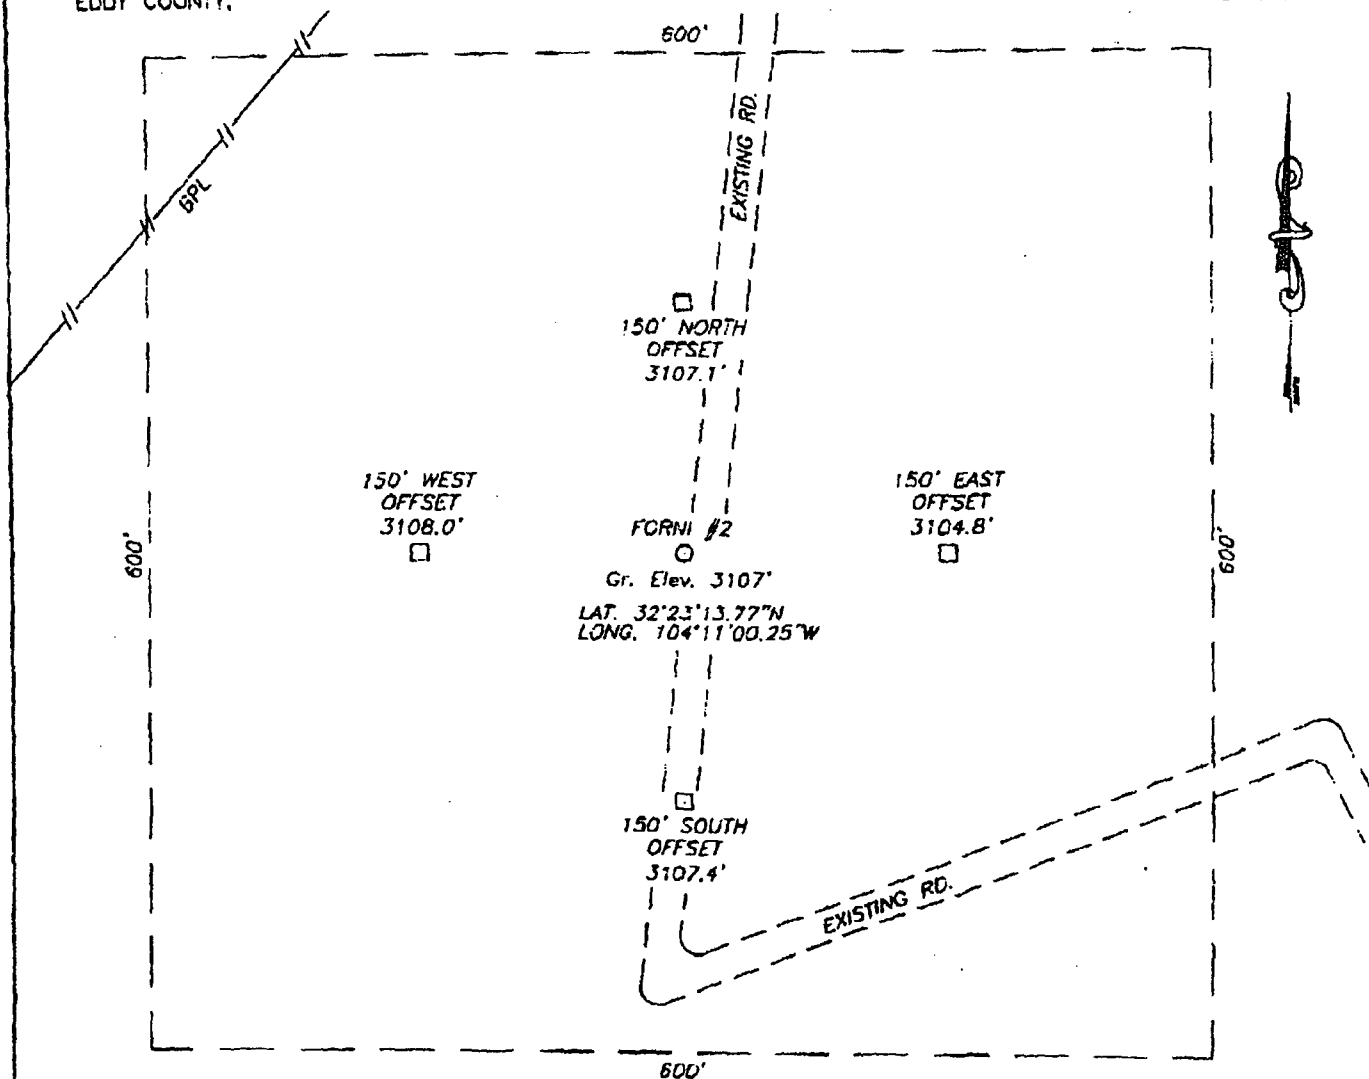 EDDY COUNTY,
600'
EXISTING RD.
GPL
150' NORTH
OFFSET
3107.1'
150' WEST
OFFSET
3108.0'
150' EAST
OFFSET
3104.8'
600'
FORNI #2
600'
Gr. Elev. 3107'
LAT. 32°23'13.77"N
LONG. 104°11'00.25"W
150' SOUTH
OFFSET
3107.4'
EXISTING RD.
600'